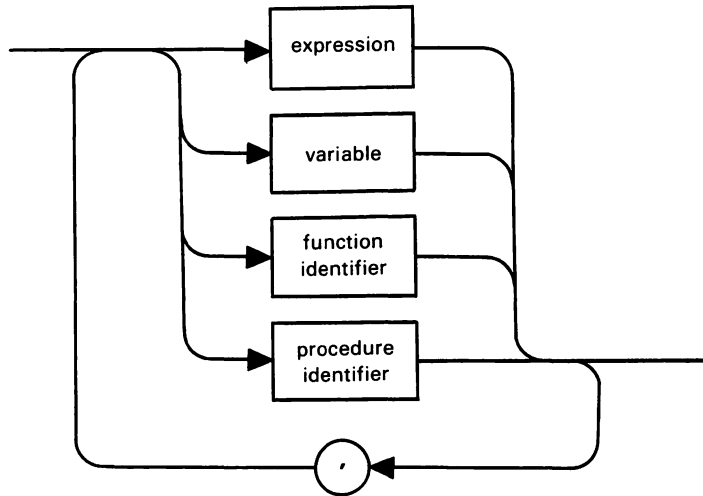 expression
variable
function
identifier
procedure
identifier
,